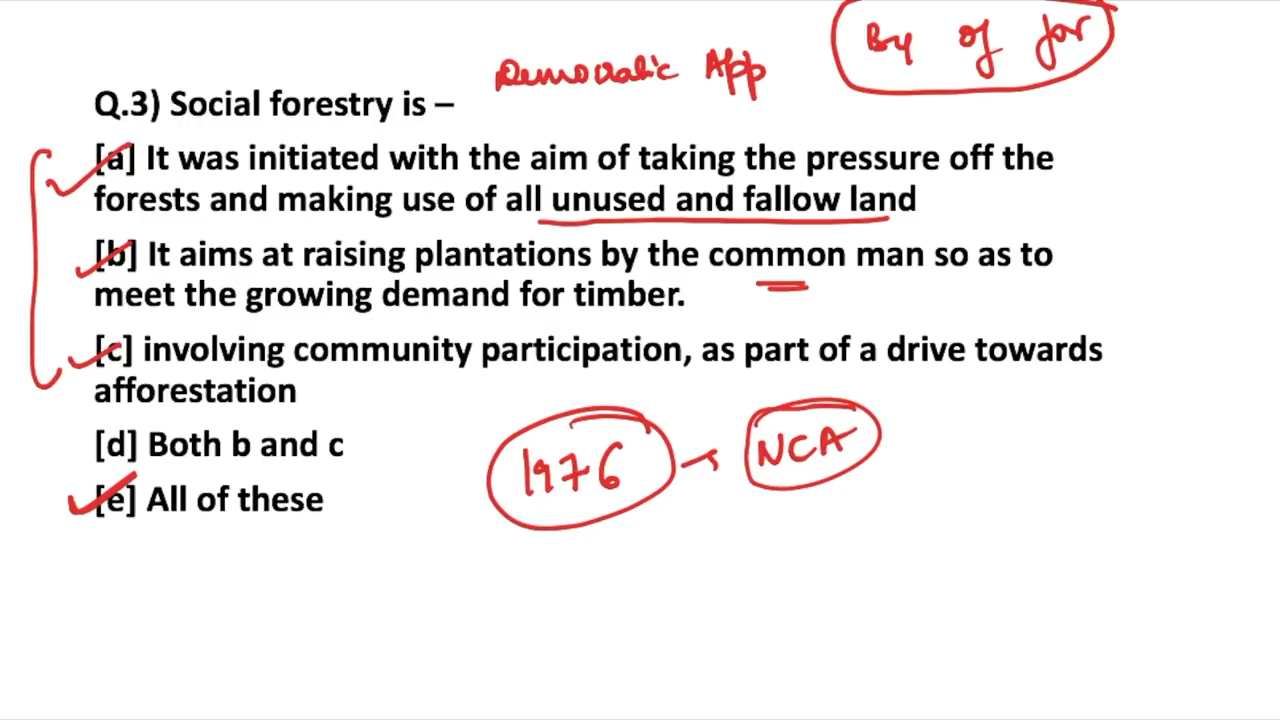 By of for
Democratic App
Q.3) Social forestry is –
[a] It was initiated with the aim of taking the pressure off the
forests and making use of all unused and fallow land
[b] It aims at raising plantations by the common man so as to
meet the growing demand for timber.
[c] involving community participation, as part of a drive towards
afforestation
[d] Both b and c
1976 → NCA
[e] All of these